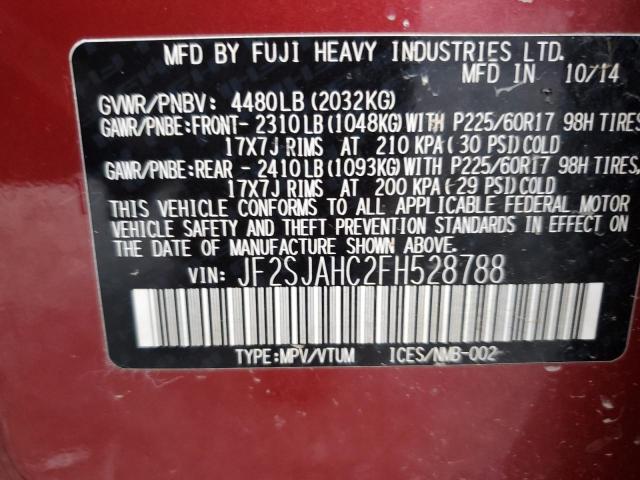 MFD BY FUJI HEAVY INDUSTRIES LTD.
MFD IN 10/14
GVWR/PNBV: 4480LB(2032KG)
GAWR/PNBE:FRONT-2310LB(1048KG)WITH P225/60R17 98H TIRES,
17X7J RIMS AT 210 KPA(30 PSI)COLD
GAWR/PNBE:REAR -2410LB(1093KG)WITH P225/60R17 98H TIRES,
17X7J RIMS AT 200 KPA(29 PSI)COLD
THIS VEHICLE CONFORMS TO ALL APPLICABLE FEDERAL MOTOR
VEHICLE SAFETY AND THEFT PREVENTION STANDARDS IN EFFECT ON
THE DATE OF MANUFACTURE SHOWN ABOVE.
VIN: JF2SJAHC2FH528788
TYPE:MPV/VTUM ICES/NMB-002